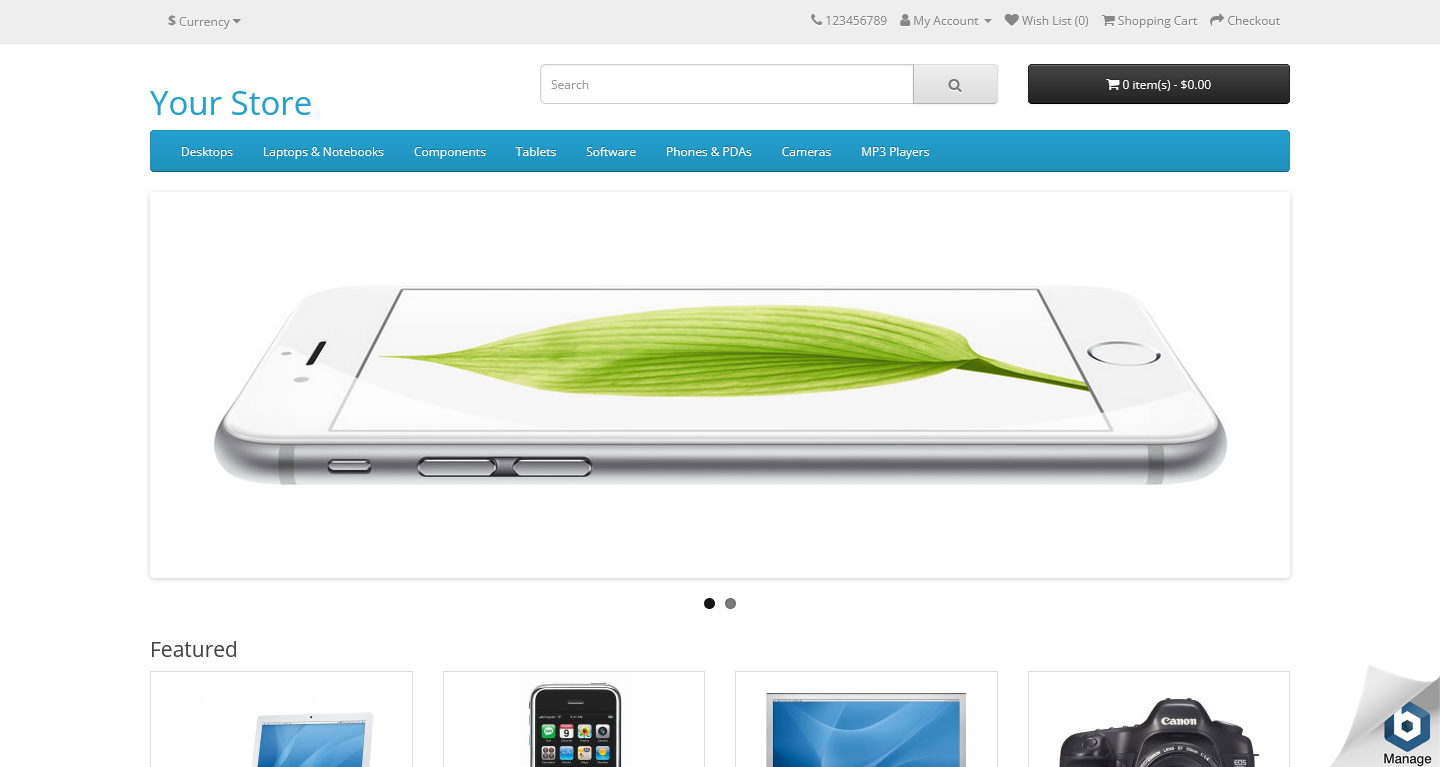 $ Currency
123456789 My Account Wish List (0) Shopping Cart Checkout
Your Store
Search
0 item(s) - $0.00
Desktops Laptops & Notebooks Components Tablets Software Phones & PDAs Cameras MP3 Players
Featured
Canon
Manage